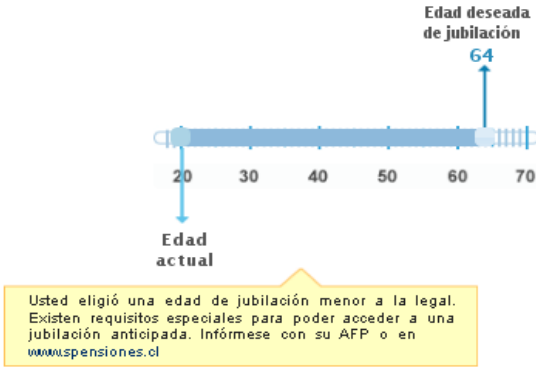 Edad deseada
de jubilación
64
20 30 40 50 60 70
Edad
actual
Usted eligió una edad de jubilación menor a la legal.
Existen requisitos especiales para poder acceder a una
jubilación anticipada. Infórmese con su AFP o en
www.spensiones.cl